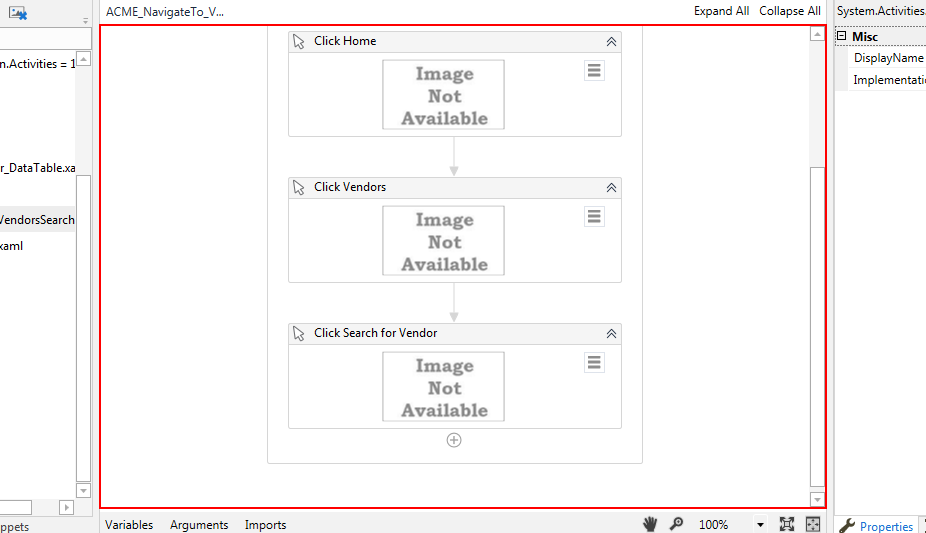 ACME_NavigateTo_V...
Expand All
Collapse All
System.Activities.
n.Activities = 1
r_DataTable.xa
VendorsSearch
xaml
ppets
Click Home
Image
Not
Available
Click Vendors
Image
Not
Available
Click Search for Vendor
Image
Not
Available
Misc
DisplayName
Implementati
Variables
Arguments
Imports
100%
Properties